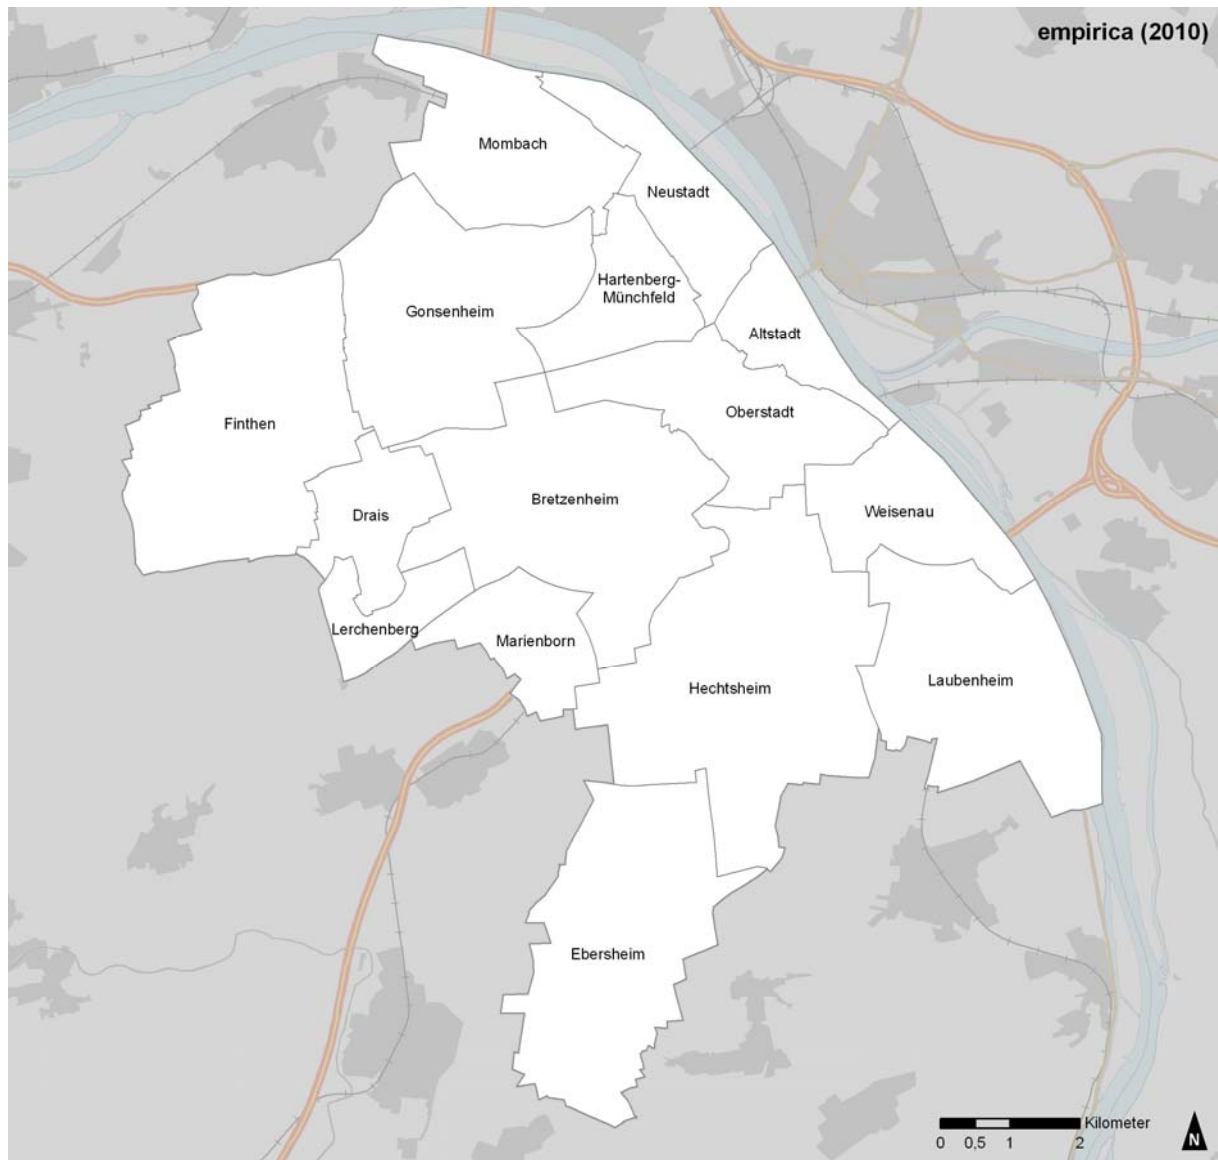 empirica (2010)
Mombach
Neustadt
Hartenberg-
Münchfeld
Gonsenheim
Altstadt
Oberstadt
Finthen
Bretzenheim
Drais
Weisenau
Lerchenberg
Marienborn
Laubenheim
Hechtsheim
Ebersheim
Kilometer
0 0,5 1 2
N